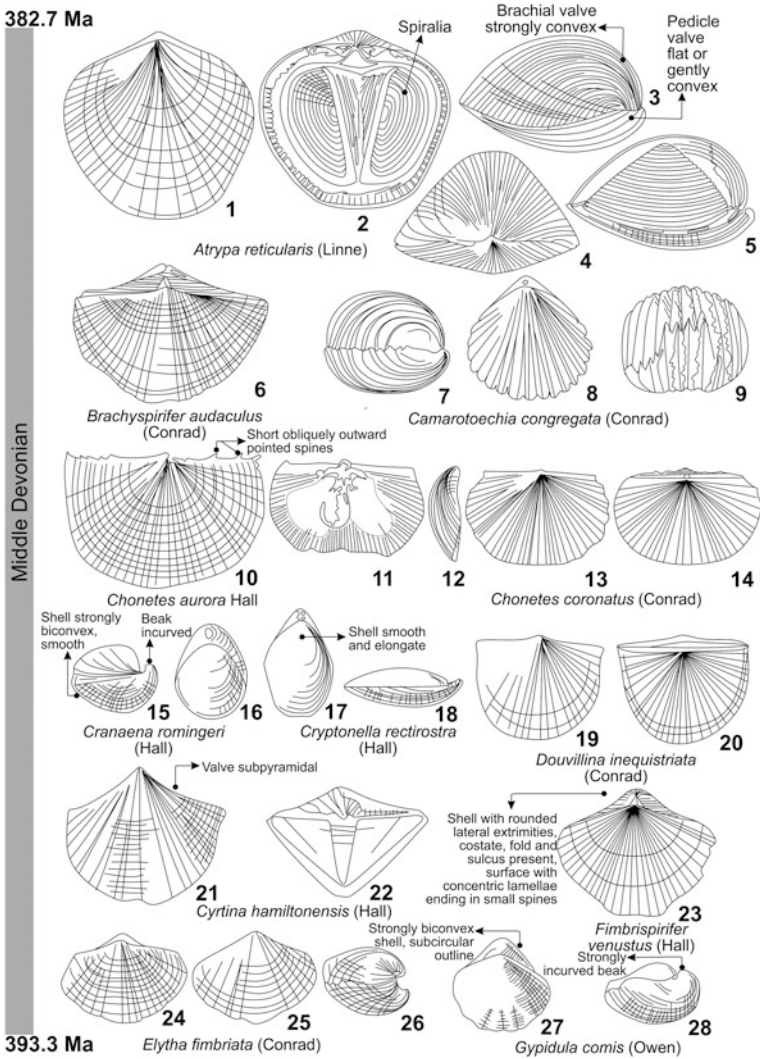 382.7 Ma
Middle Devonian
393.3 Ma
Spiralia
Brachial valve
strongly convex
Pedicle
valve
flat or
gently
convex
1
2
3
4
5
Atrypa reticularis (Linne)
6
7
8
9
Brachyspirifer audaculus
(Conrad)
Camarotoechia congregata (Conrad)
Short obliquely outward
pointed spines
10
11
12
13
14
Chonetes aurora Hall
Chonetes coronatus (Conrad)
Shell strongly
biconvex,
smooth
Beak
incurved
Shell smooth
and elongate
15
16
17
18
19
20
Cranaena romingeri
(Hall)
Cryptonella rectirostra
(Hall)
Douvillina inequistriata
(Conrad)
Valve subpyramidal
Shell with rounded
lateral extrimities,
costate, fold and
sulcus present,
surface with
concentric lamellae
ending in small spines
21
22
23
Cyrtina hamiltonensis (Hall)
Fimbrispirifer
venustus (Hall)
Strongly biconvex
shell, subcircular
outline
Strongly
incurved beak
24
25
26
27
28
Elytha fimbriata (Conrad)
Gypidula comis (Owen)